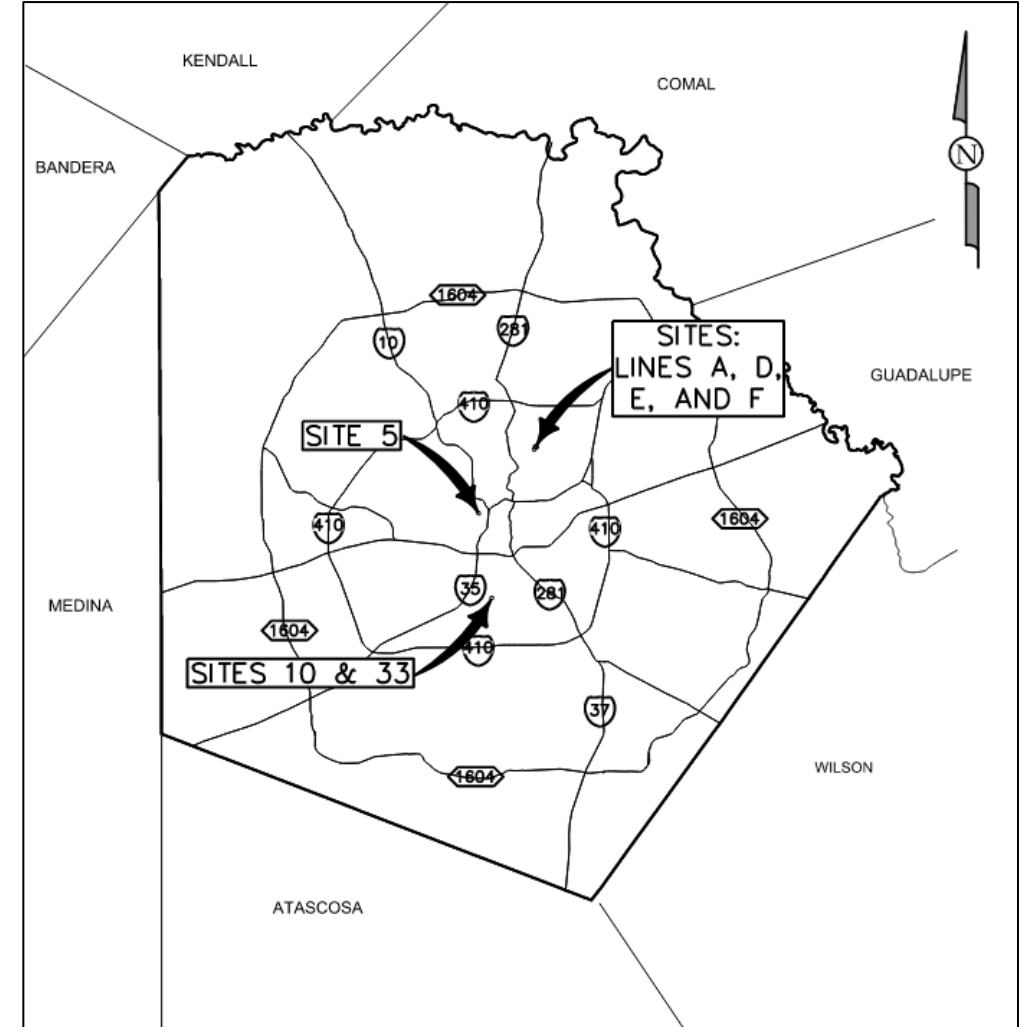 KENDALL
COMAL
BANDERA
N
1604
10
281
SITES:
LINES A, D,
E, AND F
GUADALUPE
410
SITE 5
410
410
1604
35
281
MEDINA
1604
410
SITES 10 & 33
37
WILSON
1604
ATASCOSA